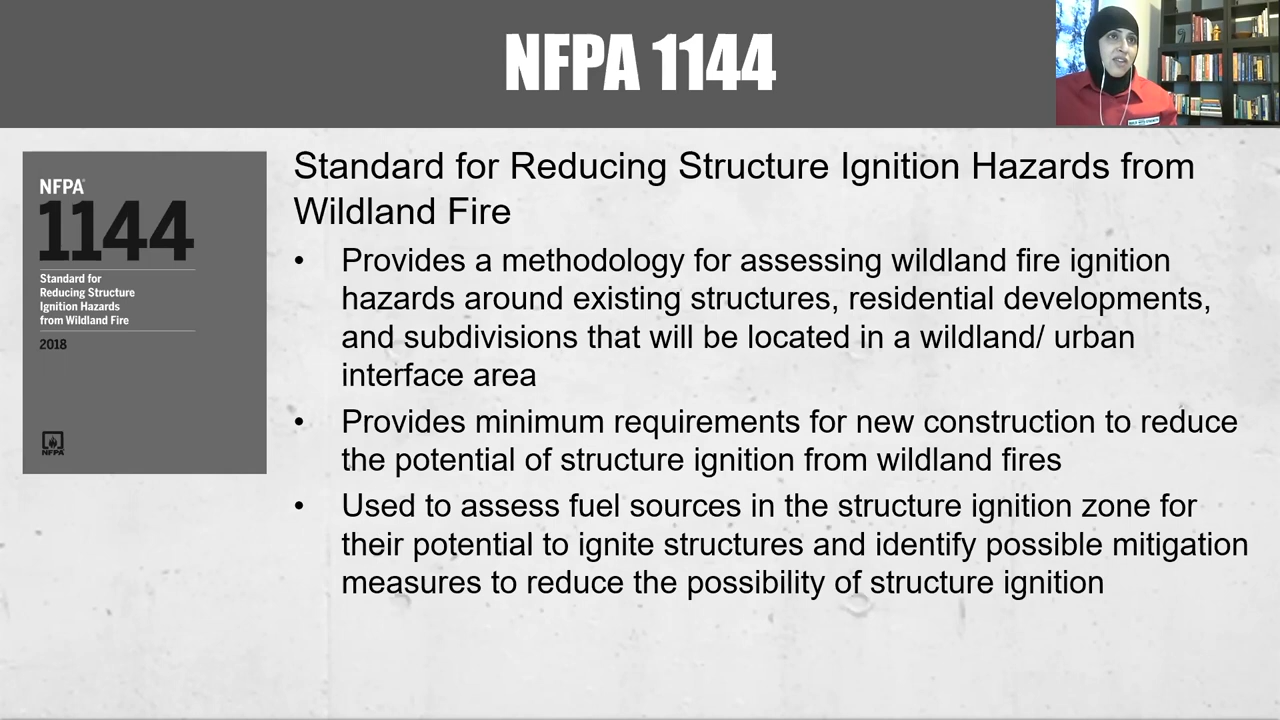 NFPA 1144
NFPA®
1144
Standard for
Reducing Structure
Ignition Hazards
from Wildland Fire
2018
NFPA
Standard for Reducing Structure Ignition Hazards from
Wildland Fire
• Provides a methodology for assessing wildland fire ignition
hazards around existing structures, residential developments,
and subdivisions that will be located in a wildland/ urban
interface area
• Provides minimum requirements for new construction to reduce
the potential of structure ignition from wildland fires
• Used to assess fuel sources in the structure ignition zone for
their potential to ignite structures and identify possible mitigation
measures to reduce the possibility of structure ignition